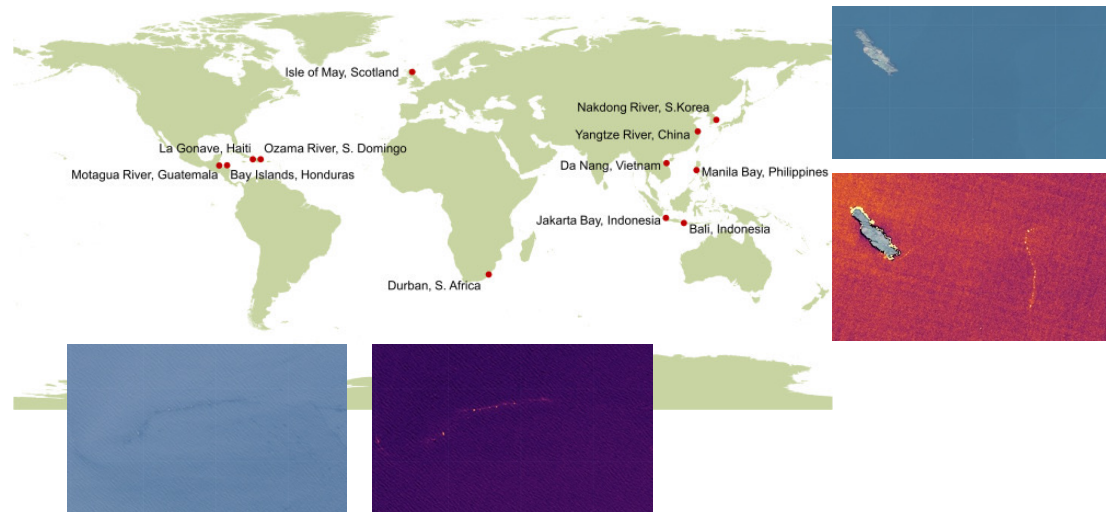 Isle of May, Scotland
Nakdong River, S.Korea
Yangtze River, China
La Gonave, Haiti
Ozama River, S. Domingo
Da Nang, Vietnam
Motagua River, Guatemala
Bay Islands, Honduras
Manila Bay, Philippines
Jakarta Bay, Indonesia
Bali, Indonesia
Durban, S. Africa